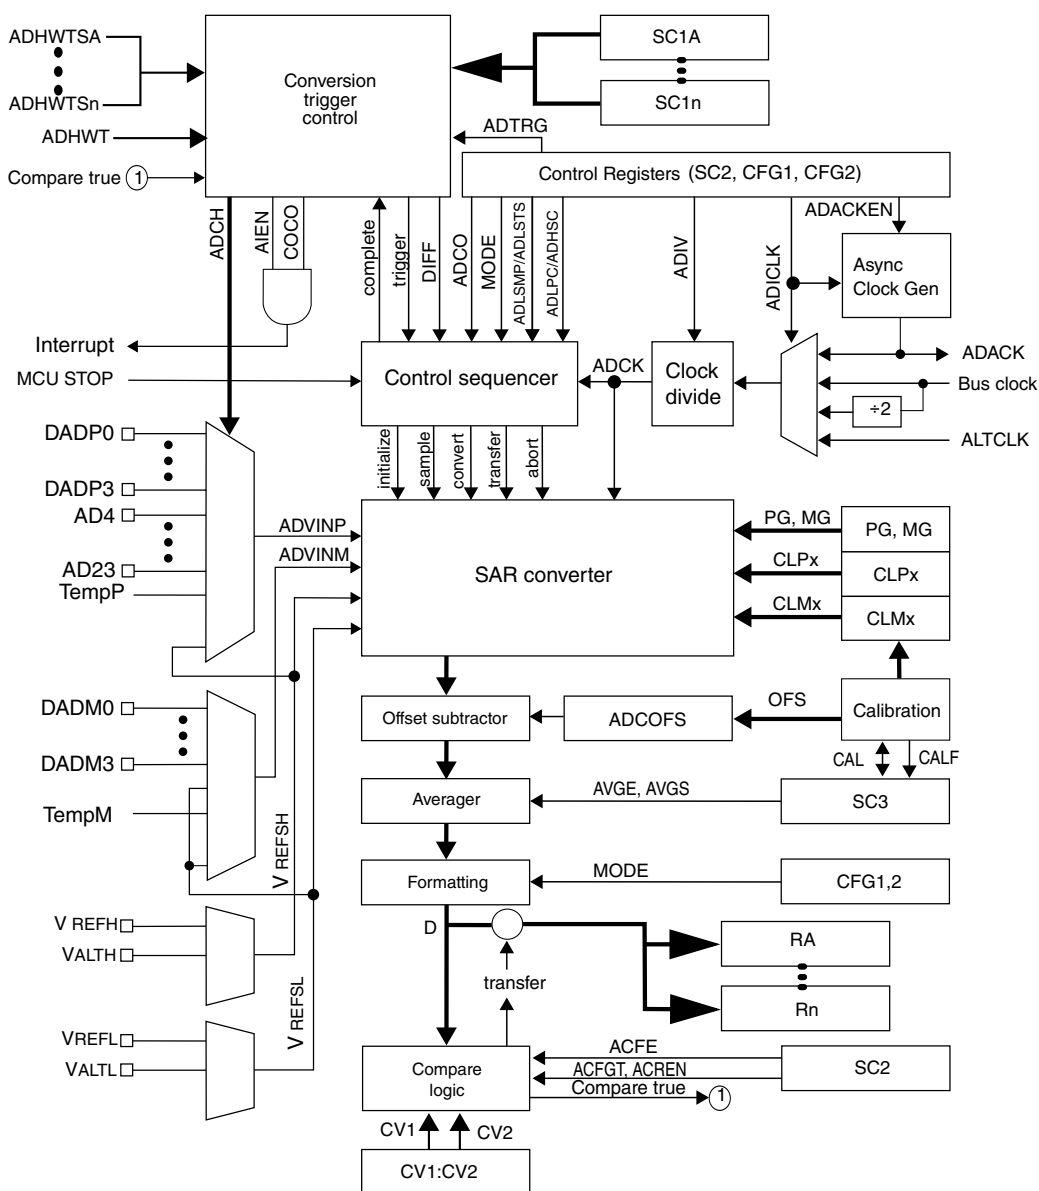 ADHWTSA
ADHWTSn
ADHWT
Compare true 1
Conversion
trigger
control
SC1A
SC1n
ADTRG
Control Registers (SC2, CFG1, CFG2)
ADCH
AIEN
COCO
complete
trigger
DIFF
ADCO
MODE
ADLSMP/ADLSTS
ADLPC/ADHSC
ADIV
ADICLK
ADACKEN
Async
Clock Gen
Interrupt
MCU STOP
Control sequencer
ADCK
Clock
divide
ADACK
Bus clock
÷2
ALTCLK
initialize
sample
convert
transfer
abort
DADP0
DADP3
AD4
AD23
TempP
ADVINP
ADVINM
SAR converter
PG, MG
PG, MG
CLPx
CLPx
CLMx
CLMx
DADM0
DADM3
TempM
Offset subtractor
ADCOFS
OFS
Calibration
CAL
CALF
Averager
AVGE, AVGS
SC3
Formatting
MODE
CFG1,2
V REFSH
V REFSL
V REFH
VALTH
VREFL
VALTL
D
transfer
RA
Rn
Compare
logic
ACFE
ACFGT, ACREN
Compare true
1
SC2
CV1
CV2
CV1:CV2